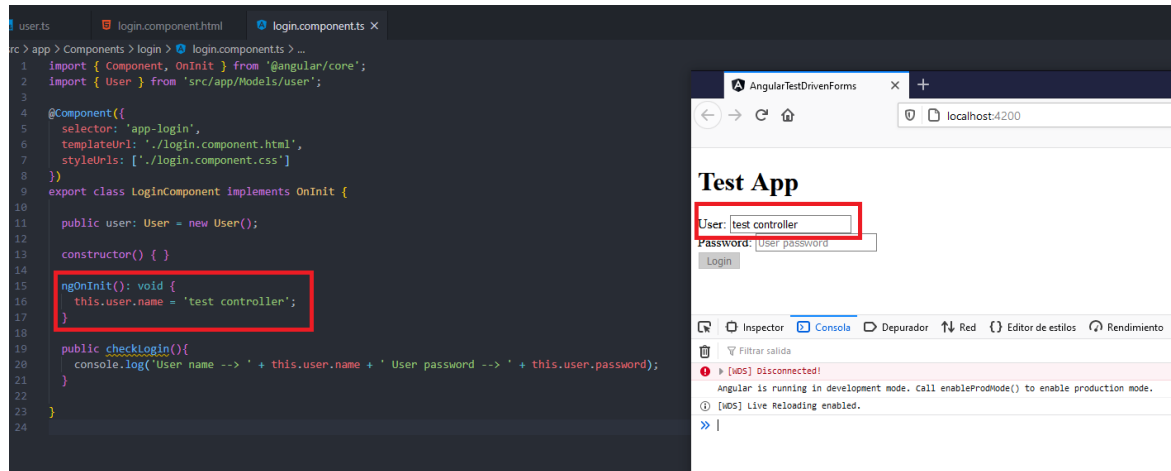 user.ts
login.component.html
login.component.ts ×
src > app > Components > login > login.component.ts > ...
1 import { Component, OnInit } from '@angular/core';
2 import { User } from 'src/app/Models/user';
3
4 @Component({
5 selector: 'app-login',
6 templateUrl: './login.component.html',
7 styleUrls: ['./login.component.css']
8 })
9 export class LoginComponent implements OnInit {
10
11 public user: User = new User();
12
13 constructor() { }
14
15 ngOnInit(): void {
16 this.user.name = 'test controller';
17 }
18
19 public checkLogin(){
20 console.log('User name --> ' + this.user.name + ' User password --> ' + this.user.password);
21 }
22
23 }
24
AngularTestDrivenForms × +
localhost:4200
Test App
User: test controller
Password: User password
Login
Inspector Consola Depurador Red Editor de estilos Rendimiento
Filtrar salida
[WDS] Disconnected!
Angular is running in development mode. Call enableProdMode() to enable production mode.
[WDS] Live Reloading enabled.